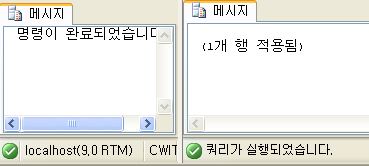 메시지
명령이 완료되었습니다
localhost(9,0 RTM)
CWIT
메시지
(1개 행 적용됨)
쿼리가 실행되었습니다.